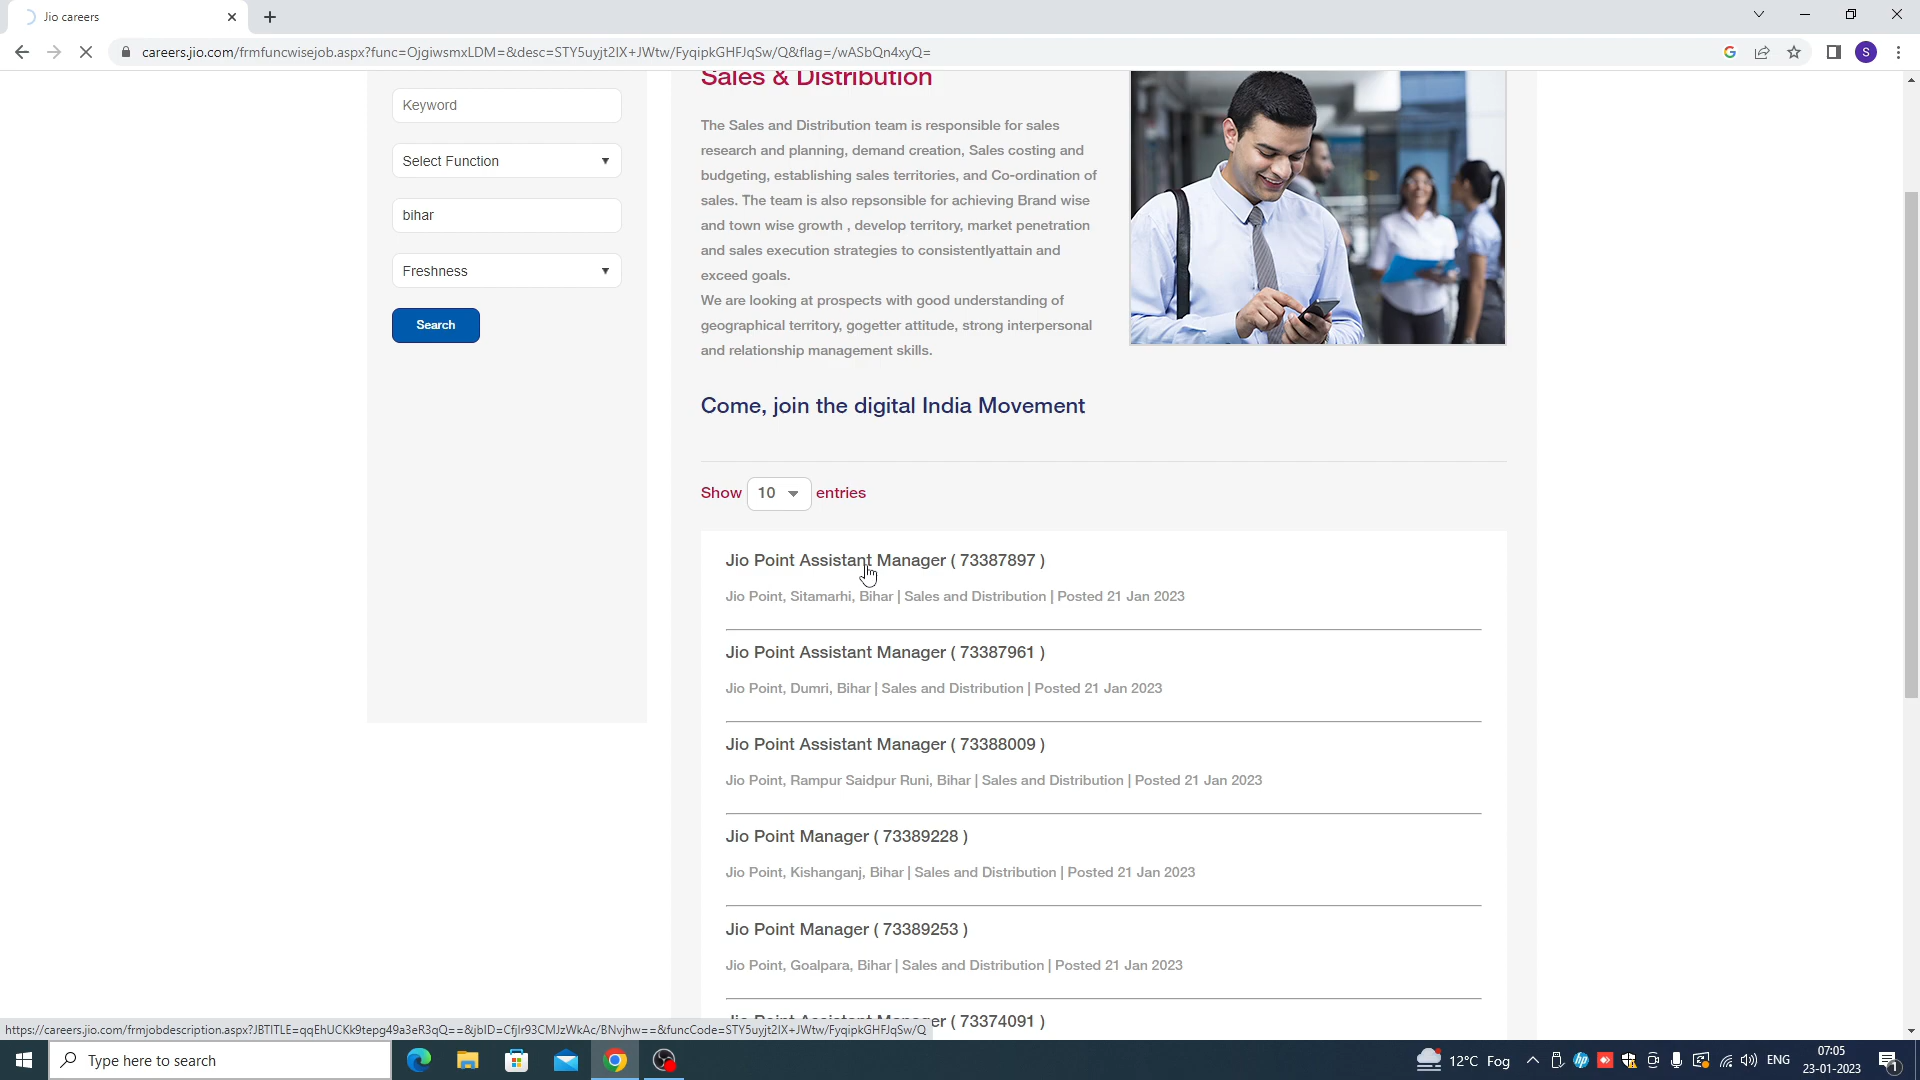 Jio careers
careers.jio.com/frmfuncwisejob.aspx?func=OjgiwsmxLDM=&desc=STY5uyjt2IX+JWtw/FyqipkGHFJqSw/Q&flag=/wASbQn4xyQ=
S
Sales & Distribution
Keyword
Select Function
bihar
Freshness
Search
The Sales and Distribution team is responsible for sales
research and planning, demand creation, Sales costing and
budgeting, establishing sales territories, and Co-ordination of
sales. The team is also repsonsible for achieving Brand wise
and town wise growth , develop territory, market penetration
and sales execution strategies to consistentlyattain and
exceed goals.
We are looking at prospects with good understanding of
geographical territory, gogetter attitude, strong interpersonal
and relationship management skills.
Come, join the digital India Movement
Show 10 entries
Jio Point Assistant Manager ( 73387897 )
Jio Point, Sitamarhi, Bihar | Sales and Distribution | Posted 21 Jan 2023
Jio Point Assistant Manager ( 73387961 )
Jio Point, Dumri, Bihar | Sales and Distribution | Posted 21 Jan 2023
Jio Point Assistant Manager ( 73388009 )
Jio Point, Rampur Saidpur Runi, Bihar | Sales and Distribution | Posted 21 Jan 2023
Jio Point Manager ( 73389228 )
Jio Point, Kishanganj, Bihar | Sales and Distribution | Posted 21 Jan 2023
Jio Point Manager ( 73389253 )
Jio Point, Goalpara, Bihar | Sales and Distribution | Posted 21 Jan 2023
Jio Point Assistant Manager ( 73374091 )
https://careers.jio.com/frmjobdescription.aspx?JBTITLE=qqEhUCKk9tepg49a3eR3qQ==&jbID=CfjIr93CMJzWkAc/BNvjhw==&funcCode=STY5uyjt2IX+JWtw/FyqipkGHFJqSw/Q
Type here to search
12°C Fog
ENG
07:05
23-01-2023
1